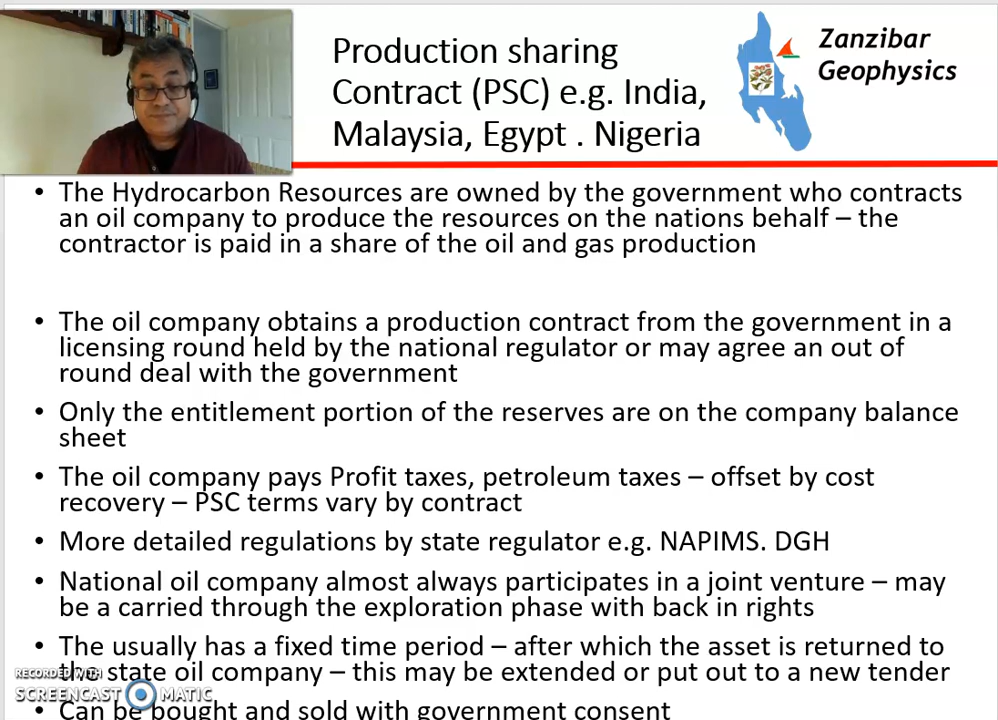 Production sharing
Contract (PSC) e.g. India,
Malaysia, Egypt . Nigeria
Zanzibar
Geophysics
• The Hydrocarbon Resources are owned by the government who contracts
an oil company to produce the resources on the nations behalf – the
contractor is paid in a share of the oil and gas production
• The oil company obtains a production contract from the government in a
licensing round held by the national regulator or may agree an out of
round deal with the government
• Only the entitlement portion of the reserves are on the company balance
sheet
• The oil company pays Profit taxes, petroleum taxes – offset by cost
recovery – PSC terms vary by contract
• More detailed regulations by state regulator e.g. NAPIMS. DGH
• National oil company almost always participates in a joint venture – may
be a carried through the exploration phase with back in rights
• The usually has a fixed time period – after which the asset is returned to
the state oil company – this may be extended or put out to a new tender
• Can be bought and sold with government consent
RECORDED WITH
SCREENCAST MATIC